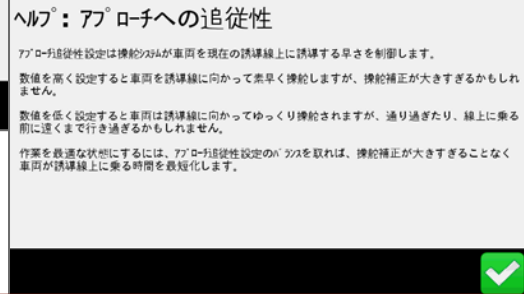 ﾍﾙﾌﾟ: ｱﾌﾟﾛｰﾁへの追従性
ｱﾌﾟﾛｰﾁ追従性設定は操舵ｼｽﾃﾑが車両を現在の誘導線上に誘導する早さを制御します。
数値を高く設定すると車両を誘導線に向かって素早く操舵しますが、操舵補正が大きすぎるかもしれ
ません。
数値を低く設定すると車両は誘導線に向かってゆっくり操舵されますが、通り過ぎたり、線上に乗る
前に遠くまで行き過ぎるかもしれません。
作業を最適な状態にするには、ｱﾌﾟﾛｰﾁ追従性設定のﾊﾞﾗﾝｽを取れば、操舵補正が大きすぎることなく
車両が誘導線上に乗る時間を最短化します。